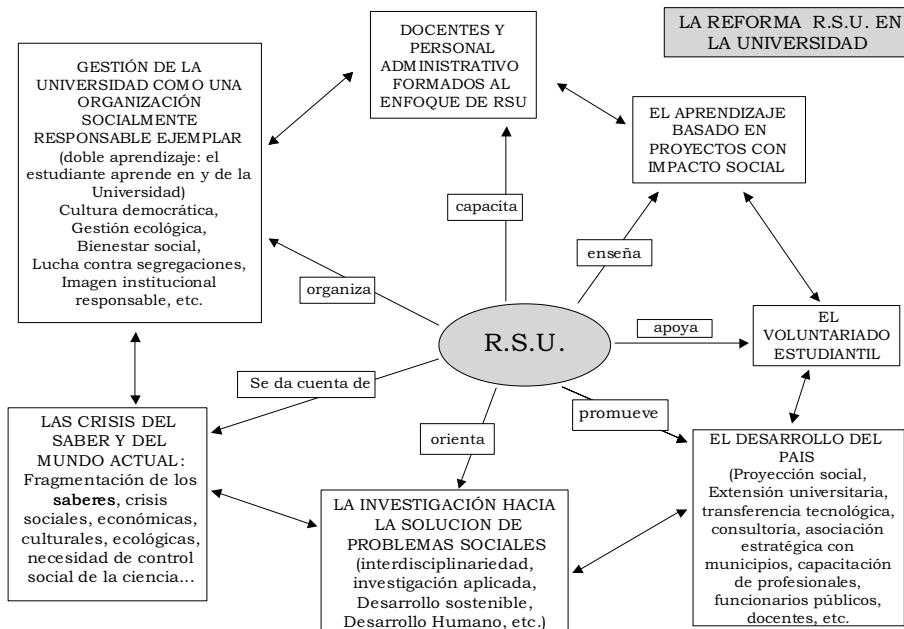 LA REFORMA R.S.U. EN
LA UNIVERSIDAD
DOCENTES Y
PERSONAL
ADMINISTRATIVO
FORMADOS AL
ENFOQUE DE RSU
GESTIÓN DE LA
UNIVERSIDAD COMO UNA
ORGANIZACIÓN
SOCIALMENTE
RESPONSABLE EJEMPLAR
(doble aprendizaje: el
estudiante aprende en y de la
Universidad)
Cultura democrática,
Gestión ecológica,
Bienestar social,
Lucha contra segregaciones,
Imagen institucional
responsable, etc.
EL APRENDIZAJE
BASADO EN
PROYECTOS CON
IMPACTO SOCIAL
capacita
enseña
organiza
R.S.U.
apoya
EL
VOLUNTARIADO
ESTUDIANTIL
Se da cuenta de
promueve
orienta
LAS CRISIS DEL
SABER Y DEL
MUNDO ACTUAL:
Fragmentación de los
saberes, crisis
sociales, económicas,
culturales, ecológicas,
necesidad de control
social de la ciencia...
LA INVESTIGACIÓN HACIA
LA SOLUCION DE
PROBLEMAS SOCIALES
(interdisciplinariedad,
investigación aplicada,
Desarrollo sostenible,
Desarrollo Humano, etc.)
EL DESARROLLO DEL
PAIS
(Proyección social,
Extensión universitaria,
transferencia tecnológica,
consultoría, asociación
estratégica con
municipios, capacitación
de profesionales,
funcionarios públicos,
docentes, etc.